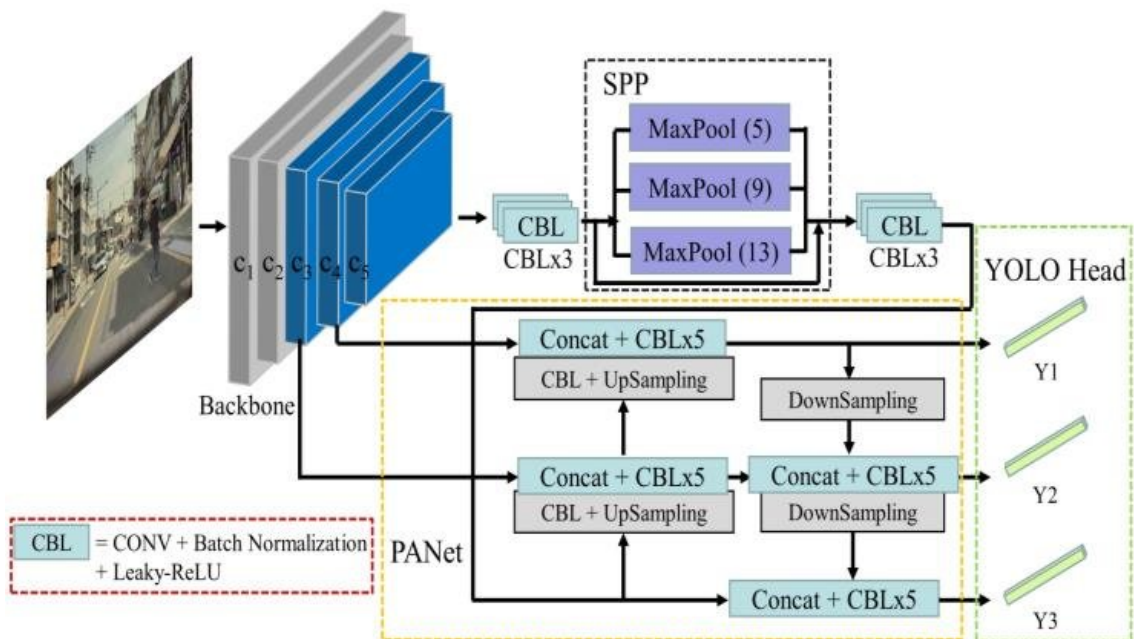 SPP
MaxPool (5)
MaxPool (9)
MaxPool (13)
CBL
CBLx3
CBL
CBLx3
c1
c2
c3
c4
c5
Backbone
YOLO Head
Concat + CBLx5
CBL + UpSampling
DownSampling
Y1
Concat + CBLx5
CBL + UpSampling
Concat + CBLx5
DownSampling
Y2
CBL
= CONV + Batch Normalization
+ Leaky-ReLU
PANet
Concat + CBLx5
Y3